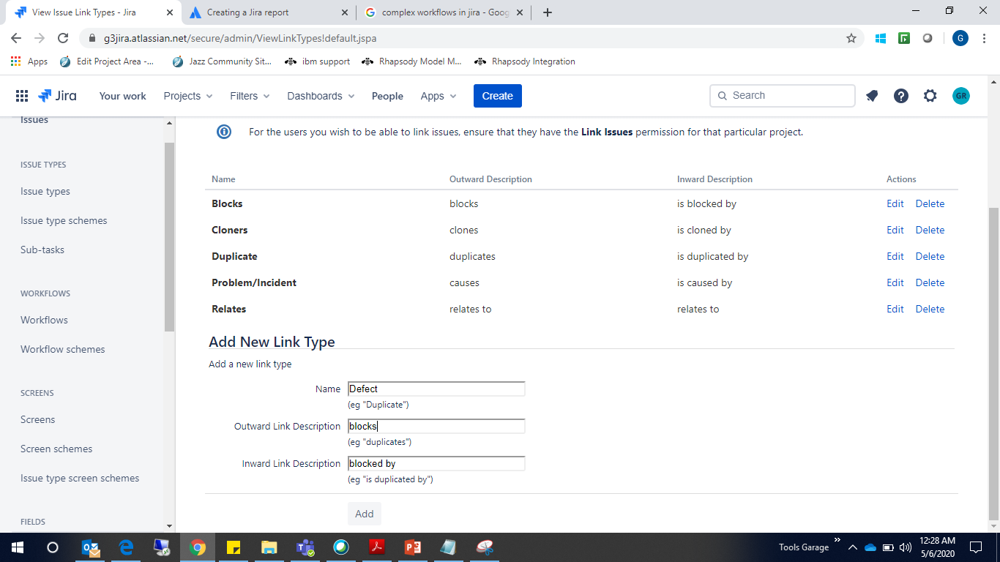 View Issue Link Types - Jira
Creating a Jira report
complex workflows in jira - Goog
g3jira.atlassian.net/secure/admin/ViewLinkTypes!default.jspa
G
Apps
Edit Project Area -...
Jazz Community Sit...
ibm support
Rhapsody Model M...
Rhapsody Integration
Jira
Your work
Projects
Filters
Dashboards
People
Apps
Create
Search
GR
Issues
ISSUE TYPES
Issue types
Issue type schemes
Sub-tasks
WORKFLOWS
Workflows
Workflow schemes
SCREENS
Screens
Screen schemes
Issue type screen schemes
FIELDS
For the users you wish to be able to link issues, ensure that they have the Link Issues permission for that particular project.
Name Outward Description Inward Description Actions
Blocks blocks is blocked by Edit Delete
Cloners clones is cloned by Edit Delete
Duplicate duplicates is duplicated by Edit Delete
Problem/Incident causes is caused by Edit Delete
Relates relates to relates to Edit Delete
Add New Link Type
Add a new link type
Name Defect
(eg "Duplicate")
Outward Link Description blocks
(eg "duplicates")
Inward Link Description blocked by
(eg "is duplicated by")
Add
Tools Garage
12:28 AM
5/6/2020